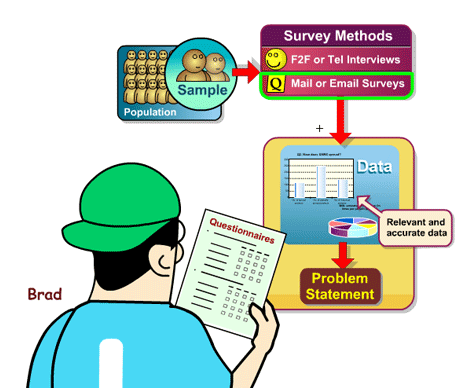 Survey Methods
F2F or Tel Interviews
Q Mail or Email Surveys
Sample
Population
Data
Relevant and
accurate data
Problem
Statement
Questionnaires
Brad